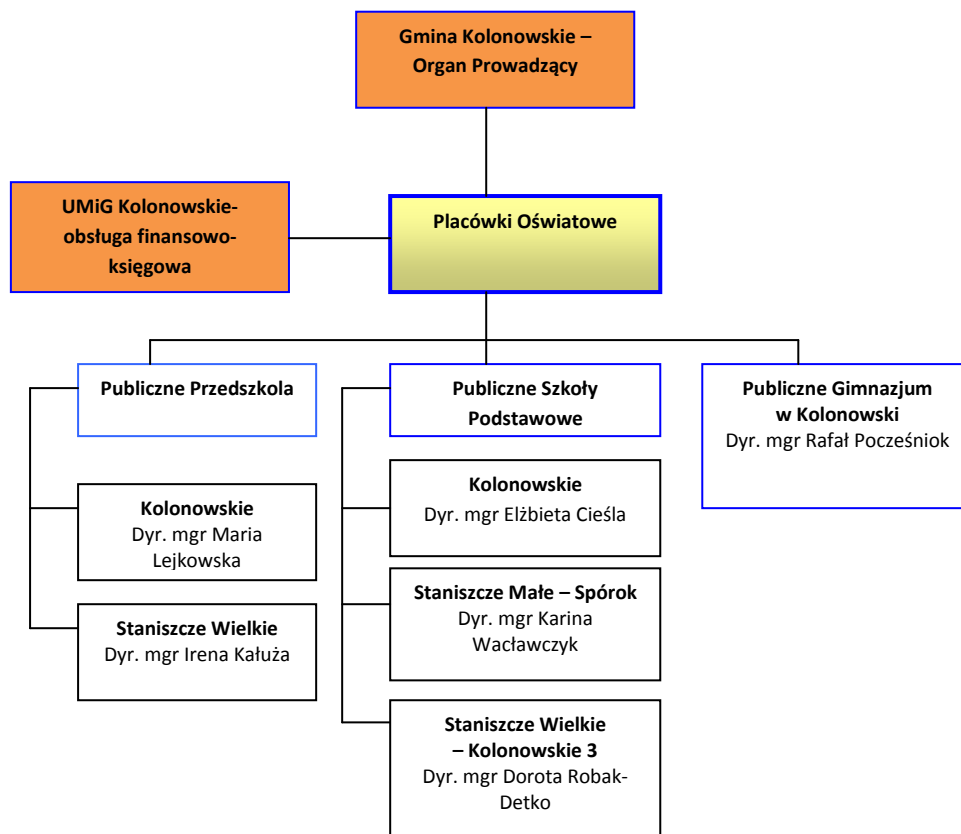 Gmina Kolonowskie –
Organ Prowadzący
UMiG Kolonowskie-
obsługa finansowo-
księgowa
Placówki Oświatowe
Publiczne Przedszkola
Publiczne Szkoły
Podstawowe
Publiczne Gimnazjum
w Kolonowski
Dyr. mgr Rafał Pocześniok
Kolonowskie
Dyr. mgr Maria
Lejkowska
Staniszcze Wielkie
Dyr. mgr Irena Kałuża
Kolonowskie
Dyr. mgr Elżbieta Cieśla
Staniszcze Małe – Spórok
Dyr. mgr Karina
Wacławczyk
Staniszcze Wielkie
– Kolonowskie 3
Dyr. mgr Dorota Robak-
Detko